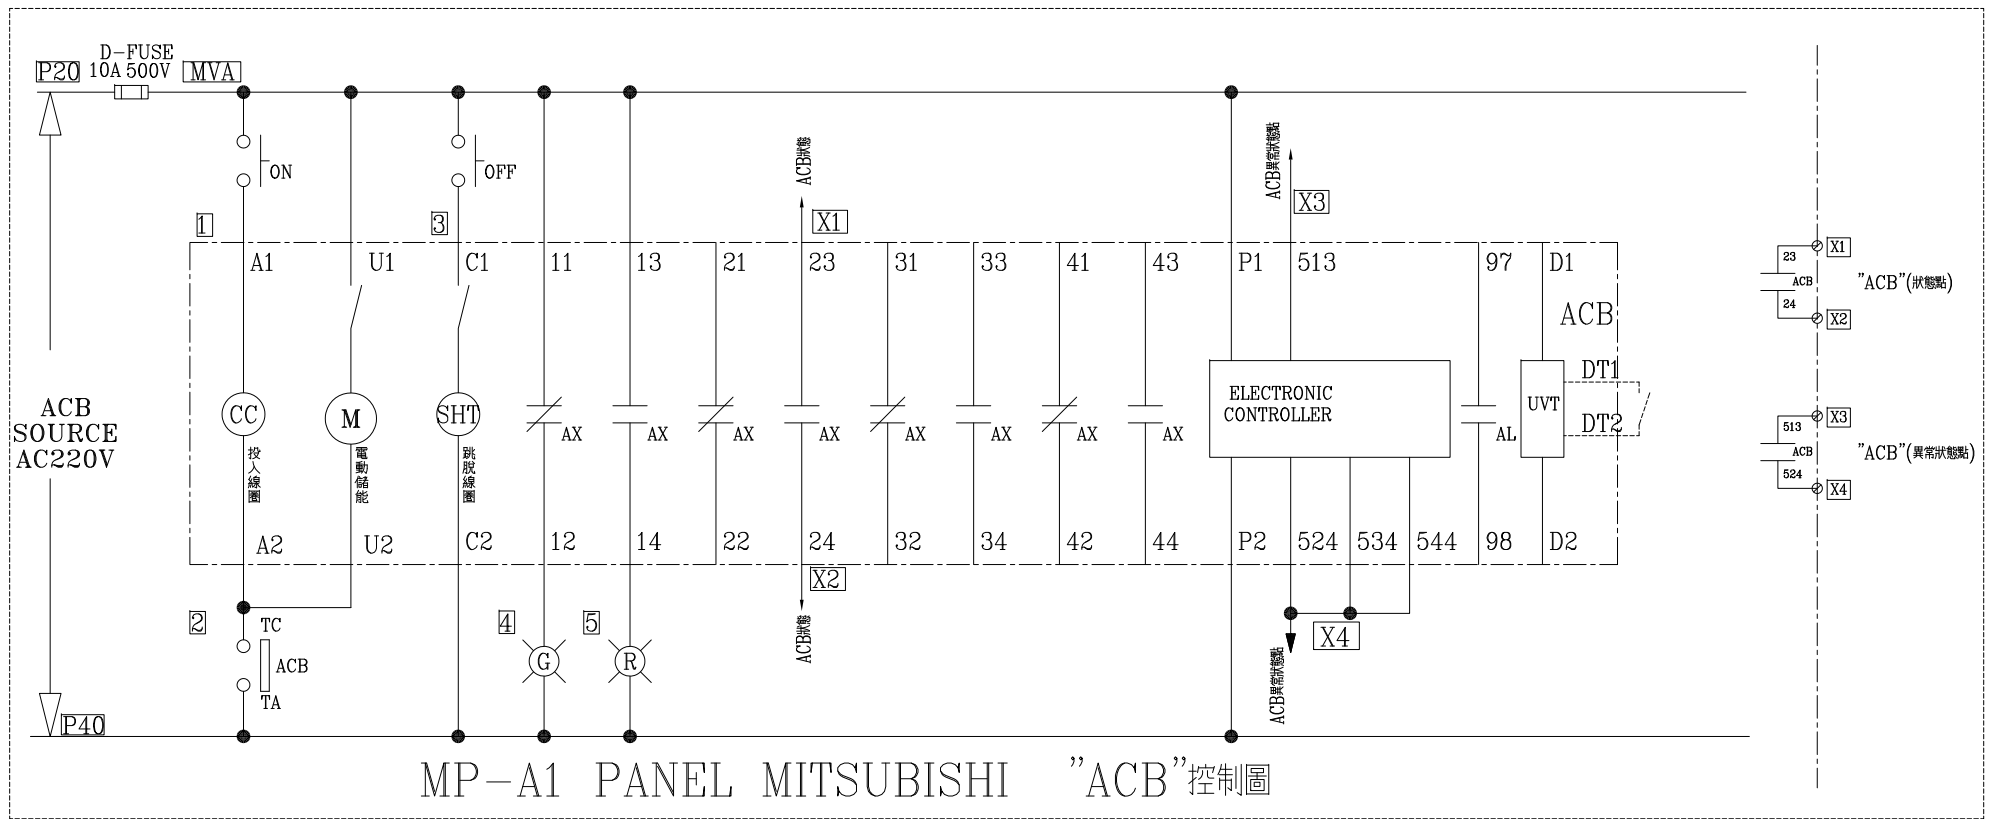 D-FUSE
P20 10A 500V MVA
ON
OFF
ACB狀態
ACB異常狀態點
1
3
X1
X3
A1 U1 C1 11 13 21 23 31 33 41 43 P1 513 97 D1
ACB
ACB
SOURCE
AC220V
CC
M
SHT
AX AX AX AX AX AX AX AX
ELECTRONIC
CONTROLLER
AL
UVT
DT1
DT2
投入線圈
電動儲能
跳脫線圈
A2 U2 C2 12 14 22 24 32 34 42 44 P2 524 534 544 98 D2
X2
2
TC
ACB
TA
4
G
5
R
ACB狀態
X4
ACB異常狀態點
P40
X1
23
ACB
24
X2
"ACB"(狀態點)
X3
513
ACB
524
X4
"ACB"(異常狀態點)
MP-A1 PANEL MITSUBISHI "ACB"控制圖